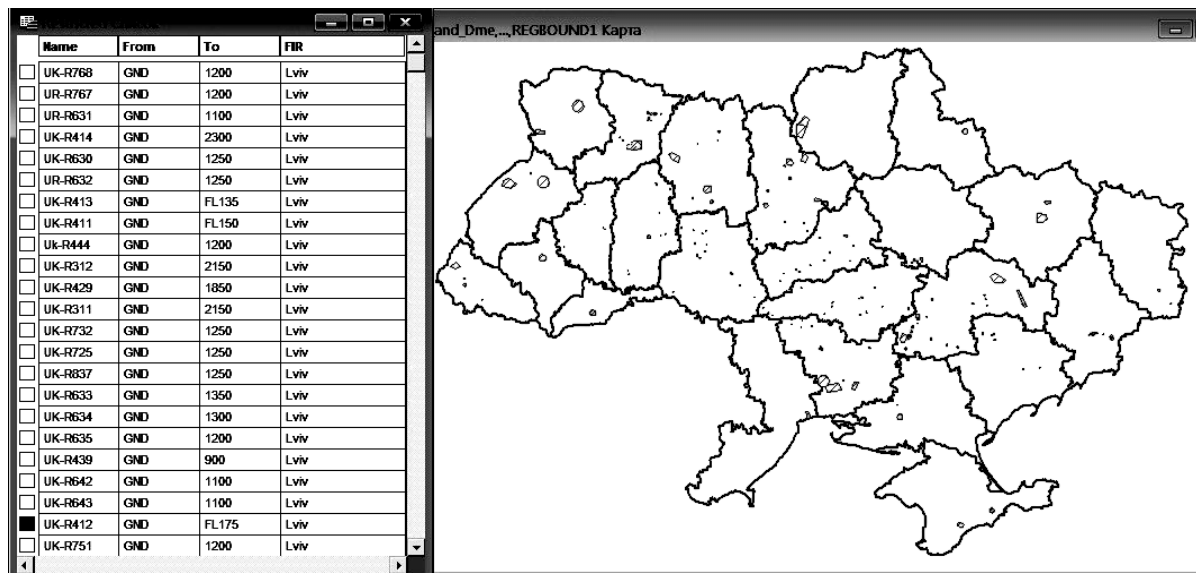 and_Dme,...,REGBOUND1 Карта
Name From To FIR
UK-R768 GND 1200 Lviv
UR-R767 GND 1200 Lviv
UR-R631 GND 1100 Lviv
UK-R414 GND 2300 Lviv
UK-R630 GND 1250 Lviv
UR-R632 GND 1250 Lviv
UK-R413 GND FL135 Lviv
UK-R411 GND FL150 Lviv
Uk-R444 GND 1200 Lviv
UK-R312 GND 2150 Lviv
UK-R429 GND 1850 Lviv
UK-R311 GND 2150 Lviv
UK-R732 GND 1250 Lviv
UK-R725 GND 1250 Lviv
UK-R837 GND 1250 Lviv
UK-R633 GND 1350 Lviv
UK-R634 GND 1300 Lviv
UK-R635 GND 1200 Lviv
UK-R439 GND 900 Lviv
UK-R642 GND 1100 Lviv
UK-R643 GND 1100 Lviv
UK-R412 GND FL175 Lviv
UK-R751 GND 1200 Lviv